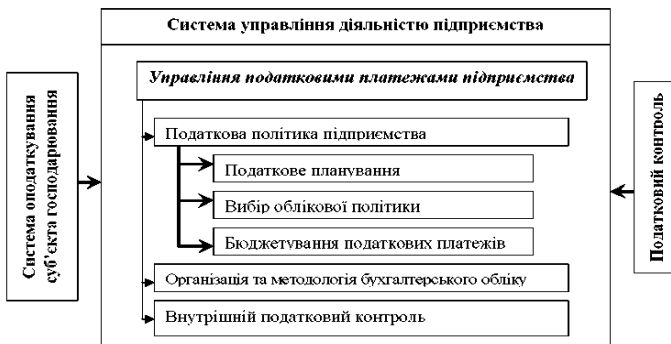 Система управління діяльністю підприємства
Управління податковими платежами підприємства
Податкова політика підприємства
Податкове планування
Вибір облікової політики
Бюджетування податкових платежів
Організація та методологія бухгалтерського обліку
Внутрішній податковий контроль
Система оподаткування
суб'єкта господарювання
Податковий контроль